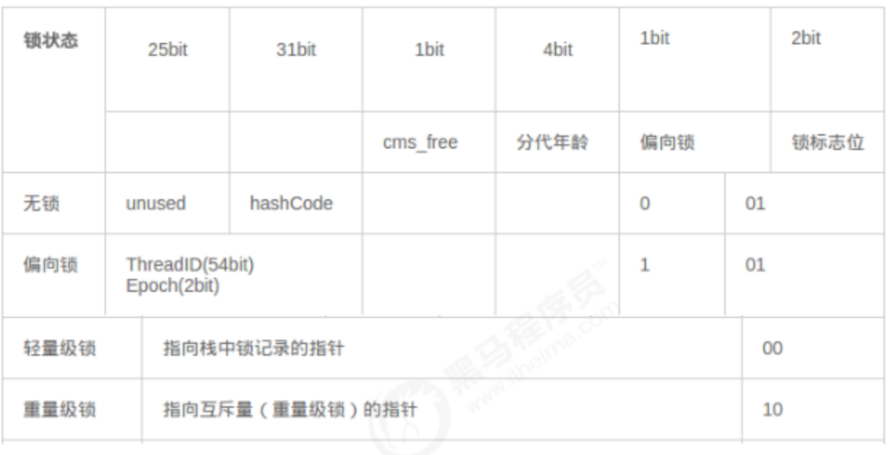 锁状态 25bit 31bit 1bit 4bit 1bit 2bit
cms_free 分代年龄 偏向锁 锁标志位
无锁 unused hashCode 0 01
偏向锁 ThreadID(54bit) 1 01
Epoch(2bit)
轻量级锁 指向栈中锁记录的指针 00
重量级锁 指向互斥量（重量级锁）的指针 10
黑马程序员™
www.itheima.com